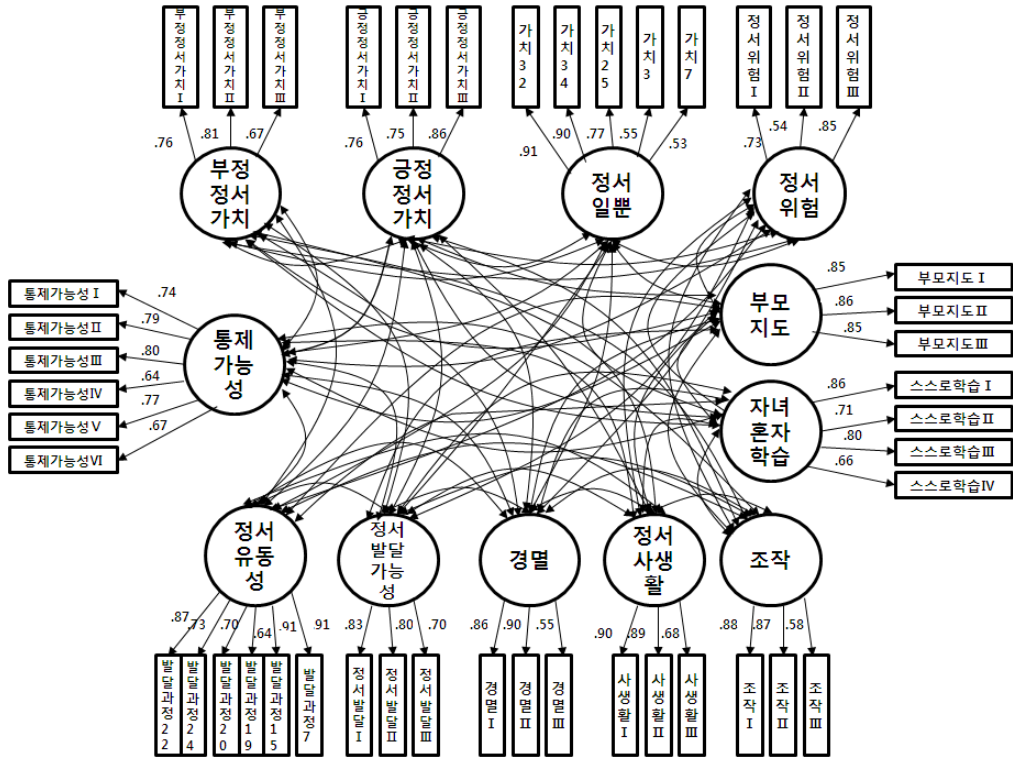 부정정서가치Ⅰ
부정정서가치Ⅱ
부정정서가치Ⅲ
긍정정서가치Ⅰ
긍정정서가치Ⅱ
긍정정서가치Ⅲ
가치32
가치34
가치25
가치3
가치7
정서위험Ⅰ
정서위험Ⅱ
정서위험Ⅲ
.76
.81
.67
.76
.75
.86
.91
.90
.77
.55
.53
.73
.54
.85
부정
정서
가치
긍정
정서
가치
정서
일뿐
정서
위험
통제가능성Ⅰ
통제가능성Ⅱ
통제가능성Ⅲ
통제가능성Ⅳ
통제가능성Ⅴ
통제가능성Ⅵ
.74
.79
.80
.64
.77
.67
통제
가능
성
부모
지도
.85
.86
.85
부모지도Ⅰ
부모지도Ⅱ
부모지도Ⅲ
자녀
혼자
학습
.86
.71
.80
.66
스스로학습Ⅰ
스스로학습Ⅱ
스스로학습Ⅲ
스스로학습Ⅳ
정서
유동
성
정서
발달
가능
성
경멸
정서
사생
활
조작
.87
.73
.70
.64
.91
.91
.83
.80
.70
.86
.90
.55
.90
.89
.68
.88
.87
.58
발달과정22
발달과정24
발달과정20
발달과정19
발달과정15
발달과정7
정서발달Ⅰ
정서발달Ⅱ
정서발달Ⅲ
경멸Ⅰ
경멸Ⅱ
경멸Ⅲ
사생활Ⅰ
사생활Ⅱ
사생활Ⅲ
조작Ⅰ
조작Ⅱ
조작Ⅲ